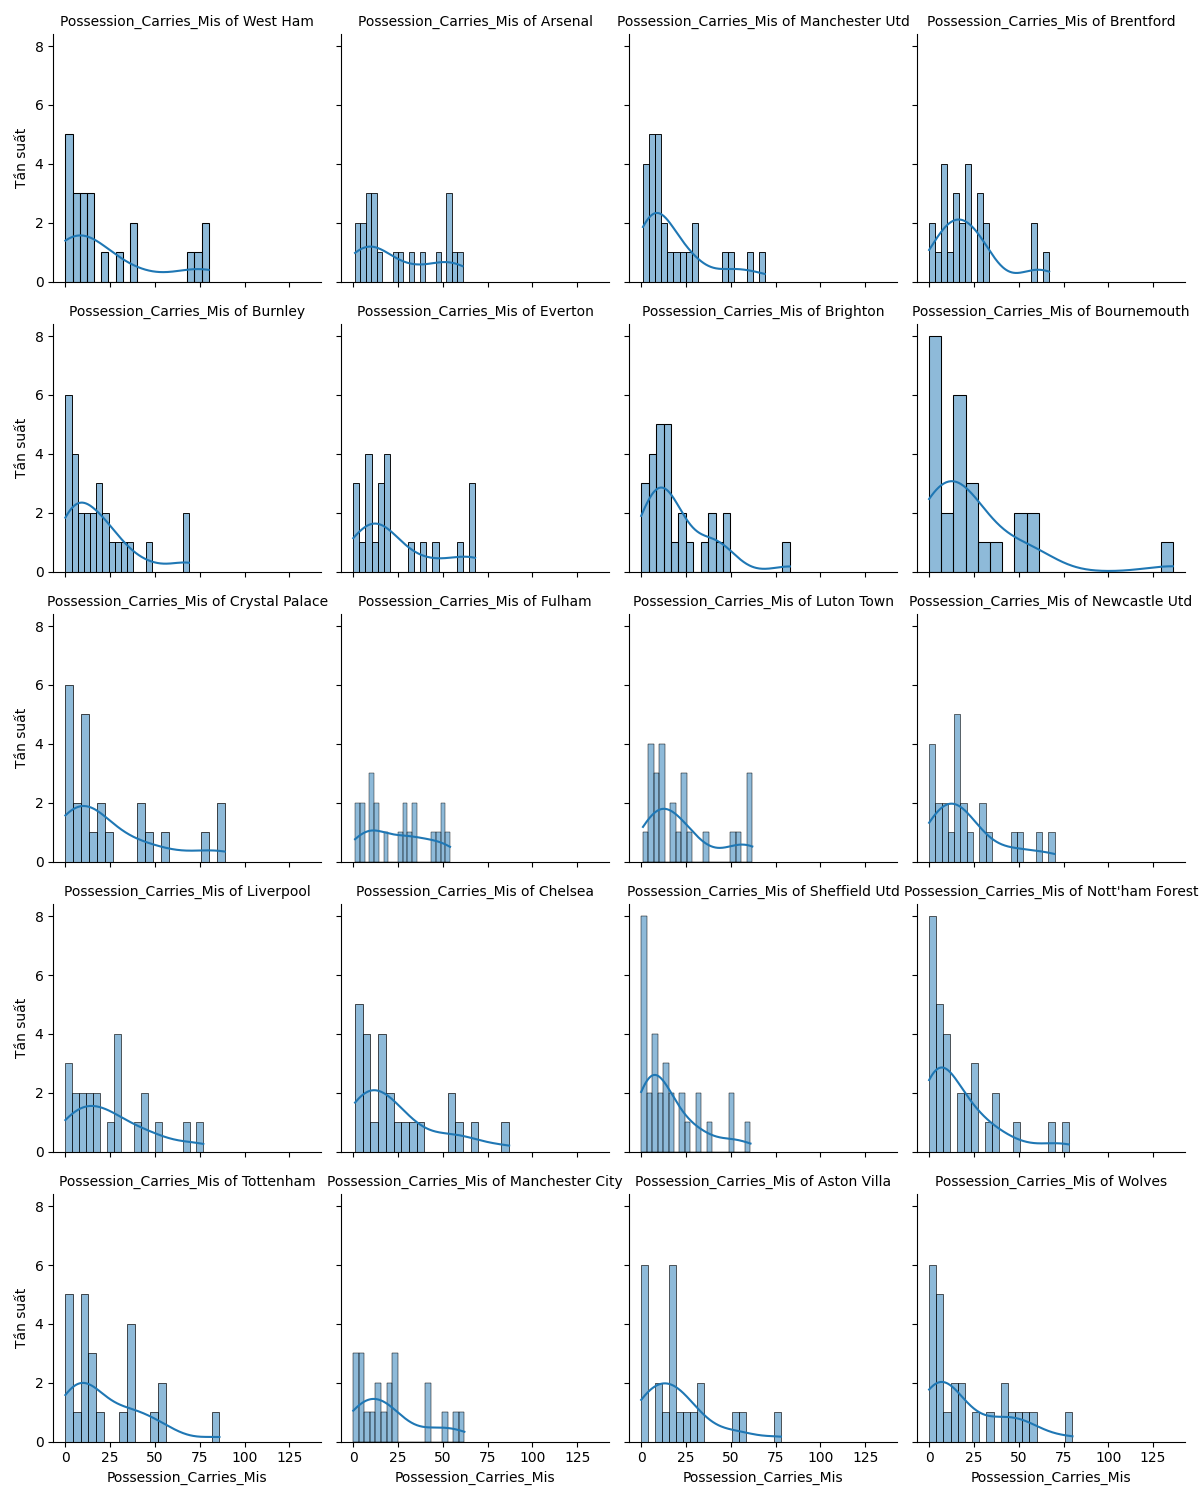 Possession_Carries_Mis of West Ham
Possession_Carries_Mis of Arsenal
Possession_Carries_Mis of Manchester Utd
Possession_Carries_Mis of Brentford
8
6
4
2
0
Tần suất
Possession_Carries_Mis of Burnley
Possession_Carries_Mis of Everton
Possession_Carries_Mis of Brighton
Possession_Carries_Mis of Bournemouth
8
6
4
2
0
Tần suất
Possession_Carries_Mis of Crystal Palace
Possession_Carries_Mis of Fulham
Possession_Carries_Mis of Luton Town
Possession_Carries_Mis of Newcastle Utd
8
6
4
2
0
Tần suất
Possession_Carries_Mis of Liverpool
Possession_Carries_Mis of Chelsea
Possession_Carries_Mis of Sheffield Utd
Possession_Carries_Mis of Nott'ham Forest
8
6
4
2
0
Tần suất
Possession_Carries_Mis of Tottenham
Possession_Carries_Mis of Manchester City
Possession_Carries_Mis of Aston Villa
Possession_Carries_Mis of Wolves
8
6
4
2
0
Tần suất
0 25 50 75 100 125
0 25 50 75 100 125
0 25 50 75 100 125
0 25 50 75 100 125
Possession_Carries_Mis
Possession_Carries_Mis
Possession_Carries_Mis
Possession_Carries_Mis